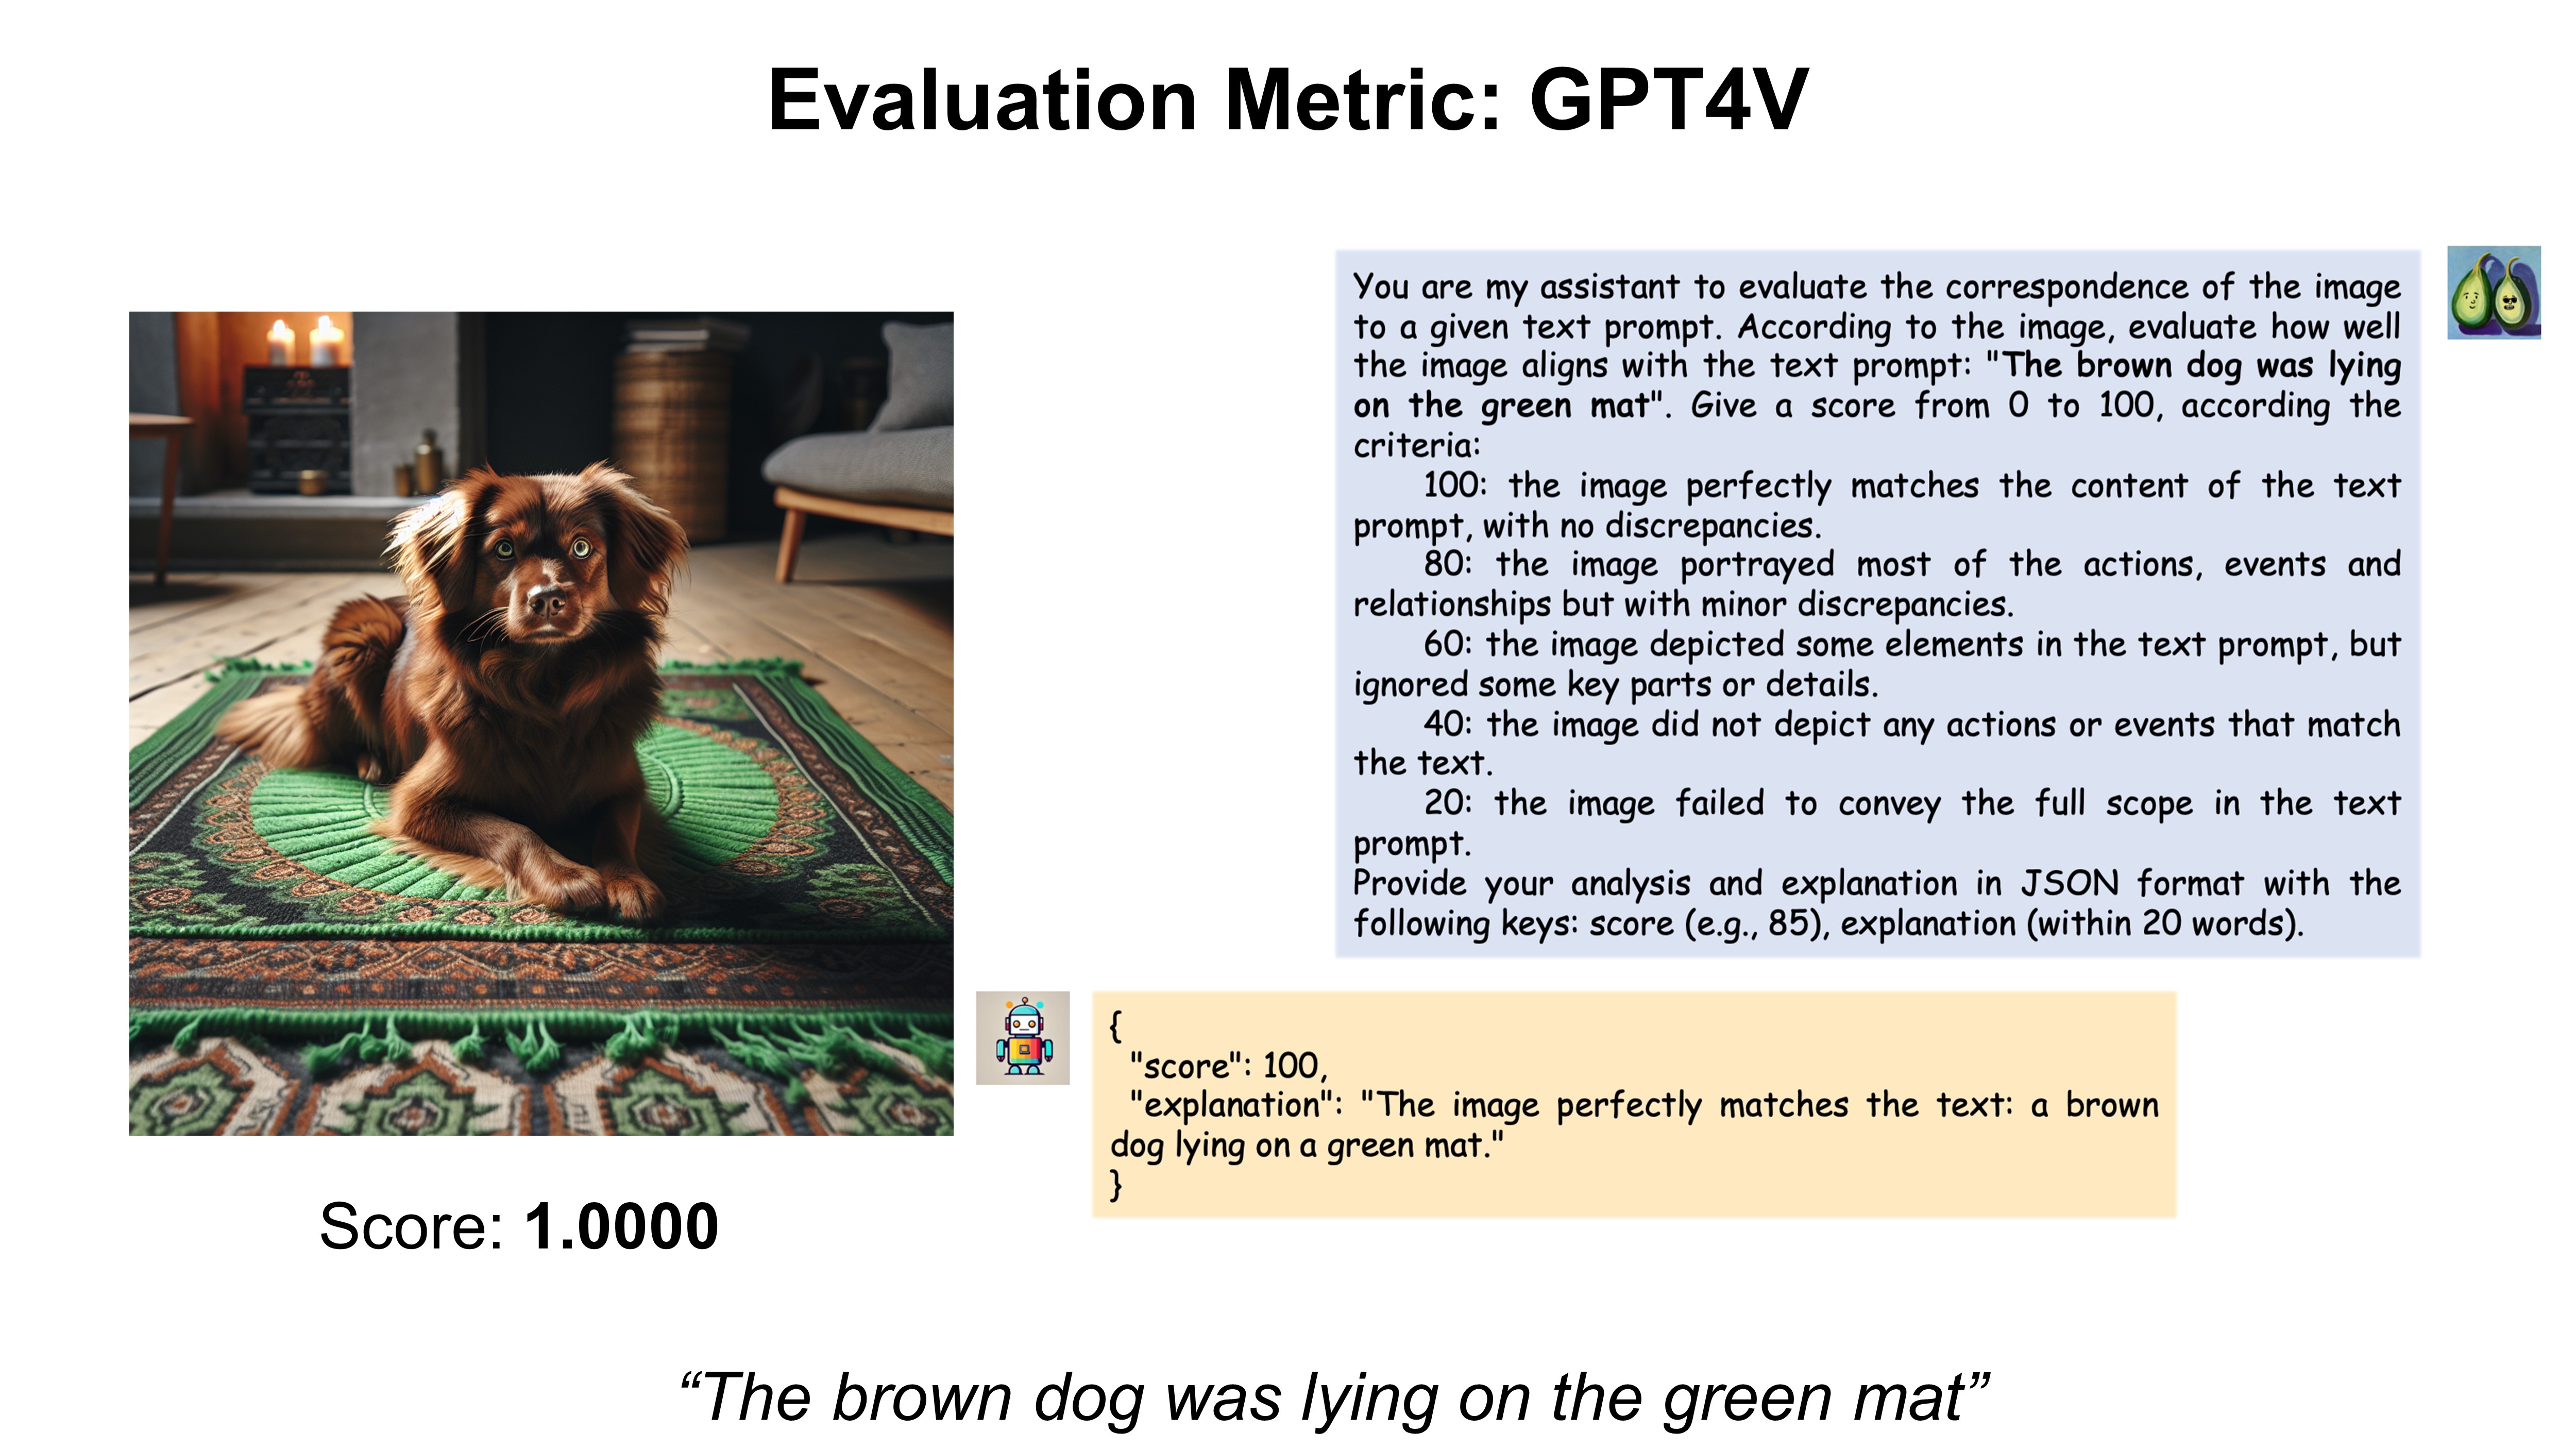 Evaluation Metric: GPT4V
You are my assistant to evaluate the correspondence of the image
to a given text prompt. According to the image, evaluate how well
the image aligns with the text prompt: "The brown dog was lying
on the green mat". Give a score from 0 to 100, according the
criteria:
100: the image perfectly matches the content of the text
prompt, with no discrepancies.
80: the image portrayed most of the actions, events and
relationships but with minor discrepancies.
60: the image depicted some elements in the text prompt, but
ignored some key parts or details.
40: the image did not depict any actions or events that match
the text.
20: the image failed to convey the full scope in the text
prompt.
Provide your analysis and explanation in JSON format with the
following keys: score (e.g., 85), explanation (within 20 words).
{
"score": 100,
"explanation": "The image perfectly matches the text: a brown
dog lying on a green mat."
}
Score: 1.0000
“The brown dog was lying on the green mat”